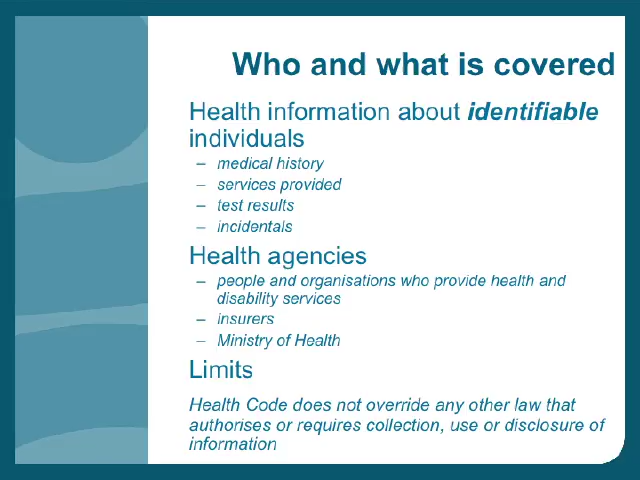 Who and what is covered
Health information about identifiable
individuals
– medical history
– services provided
– test results
– incidentals
Health agencies
– people and organisations who provide health and
disability services
– insurers
– Ministry of Health
Limits
Health Code does not override any other law that
authorises or requires collection, use or disclosure of
information